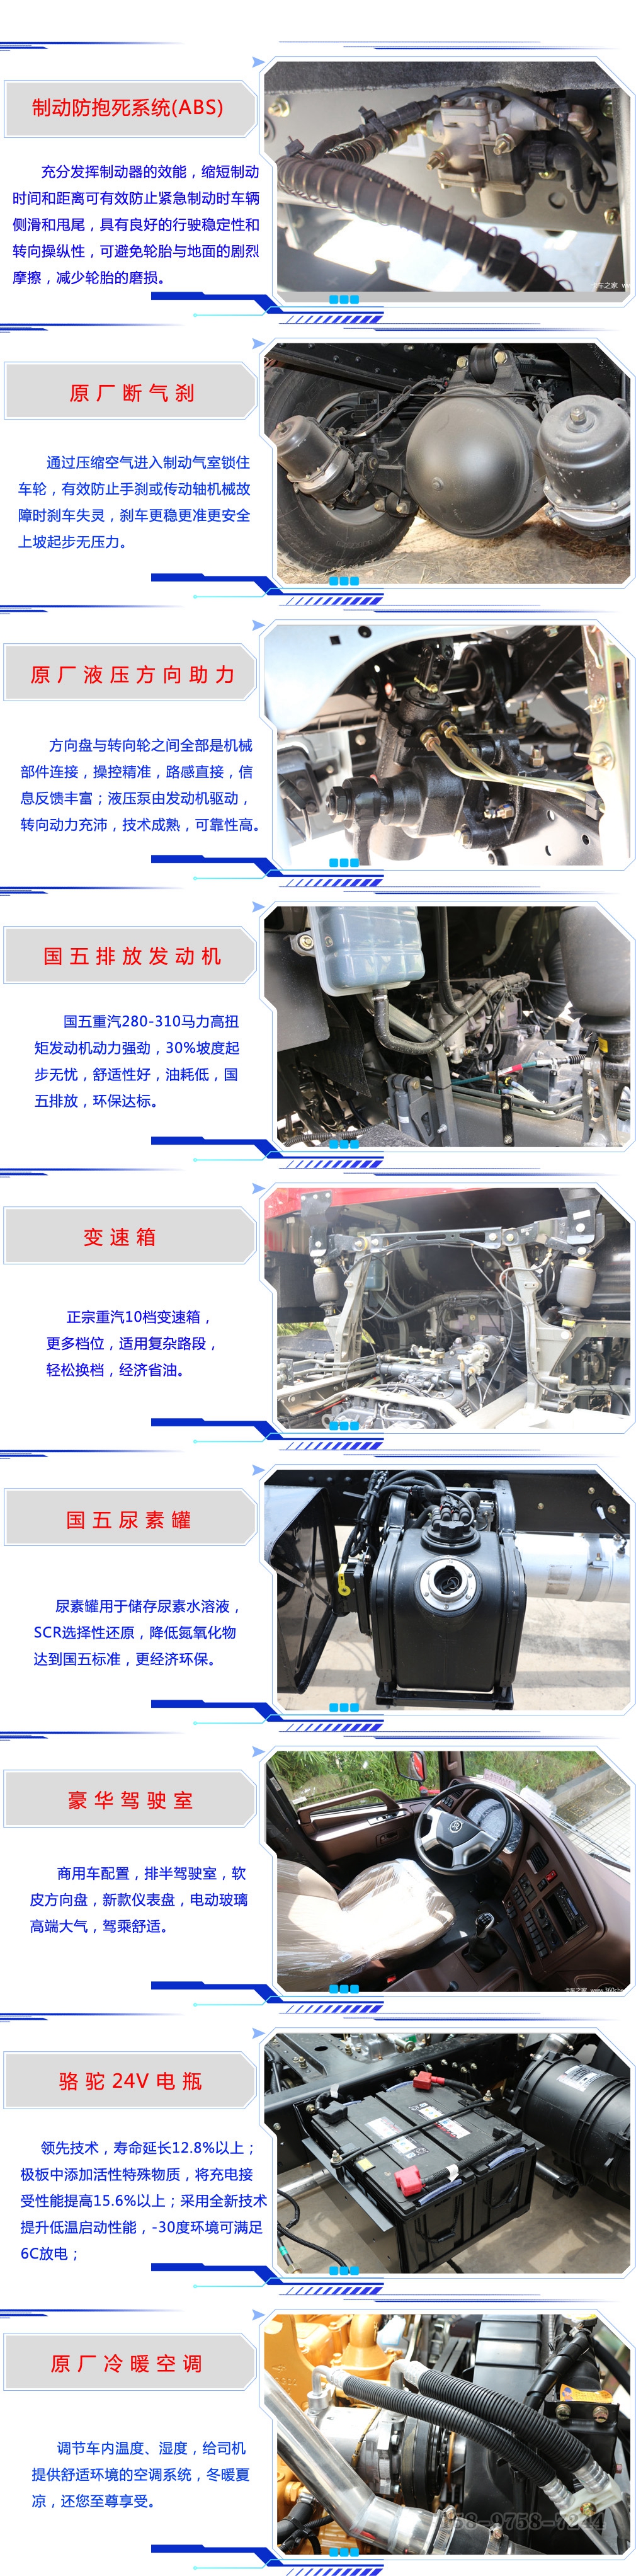 制动防抱死系统(ABS)
充分发挥制动器的效能，缩短制动
时间和距离可有效防止紧急制动时车辆
侧滑和甩尾，具有良好的行驶稳定性和
转向操纵性，可避免轮胎与地面的剧烈
摩擦，减少轮胎的磨损。
卡车之家
原厂断气刹
通过压缩空气进入制动气室锁住
车轮，有效防止手刹或传动轴机械故
障时刹车失灵，刹车更稳更准更安全
上坡起步无压力。
原厂液压方向助力
方向盘与转向轮之间全部是机械
部件连接，操控精准，路感直接，信
息反馈丰富；液压泵由发动机驱动，
转向动力充沛，技术成熟，可靠性高。
国五排放发动机
国五重汽280-310马力高扭
矩发动机动力强劲，30%坡度起
步无忧，舒适性好，油耗低，国
五排放，环保达标。
变速箱
正宗重汽10档变速箱，
更多档位，适用复杂路段，
轻松换档，经济省油。
国五尿素罐
尿素罐用于储存尿素水溶液，
SCR选择性还原，降低氮氧化物
达到国五标准，更经济环保。
豪华驾驶室
商用车配置，排半驾驶室，软
皮方向盘，新款仪表盘，电动玻璃
高端大气，驾乘舒适。
卡车之家 www.360che
骆驼24V电瓶
领先技术，寿命延长12.8%以上；
极板中添加活性特殊物质，将充电接
受性能提高15.6%以上；采用全新技术
提升低温启动性能，-30度环境可满足
6C放电；
原厂冷暖空调
调节车内温度、湿度，给司机
提供舒适环境的空调系统，冬暖夏
凉，还您至尊享受。
158-9758-7244